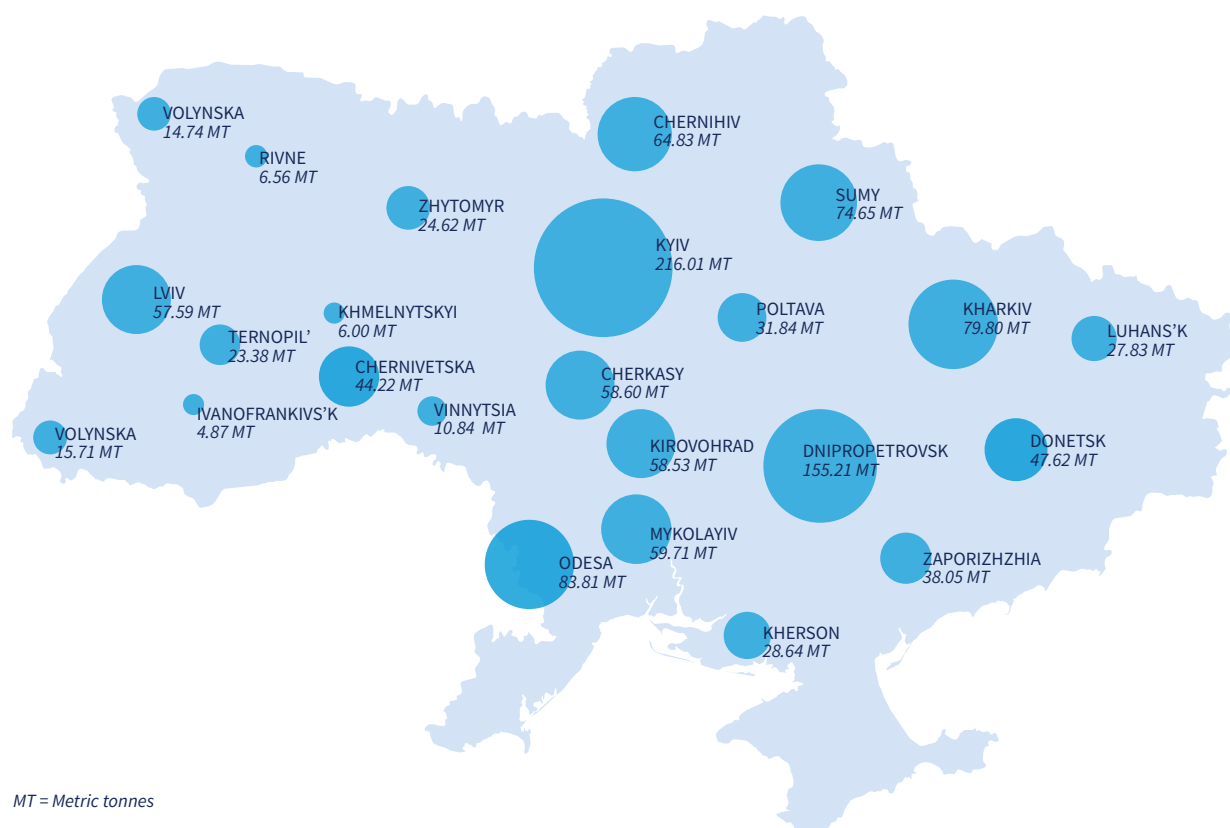 VOLYNSKA
14.74 MT
RIVNE
6.56 MT
ZHYTOMYR
24.62 MT
CHERNIHIV
64.83 MT
SUMY
74.65 MT
KYIV
216.01 MT
LVIV
57.59 MT
TERNOPIL’
23.38 MT
KHMELNYTSKYI
6.00 MT
CHERNIVETSKA
44.22 MT
POLTAVA
31.84 MT
KHARKIV
79.80 MT
LUHANS’K
27.83 MT
CHERKASY
58.60 MT
IVANOFRANKIVS’K
4.87 MT
VINNYTSIA
10.84 MT
VOLYNSKA
15.71 MT
KIROVOHRAD
58.53 MT
DNIPROPETROVSK
155.21 MT
DONETSK
47.62 MT
MYKOLAYIV
59.71 MT
ODESA
83.81 MT
ZAPORIZHZHIA
38.05 MT
KHERSON
28.64 MT
MT = Metric tonnes